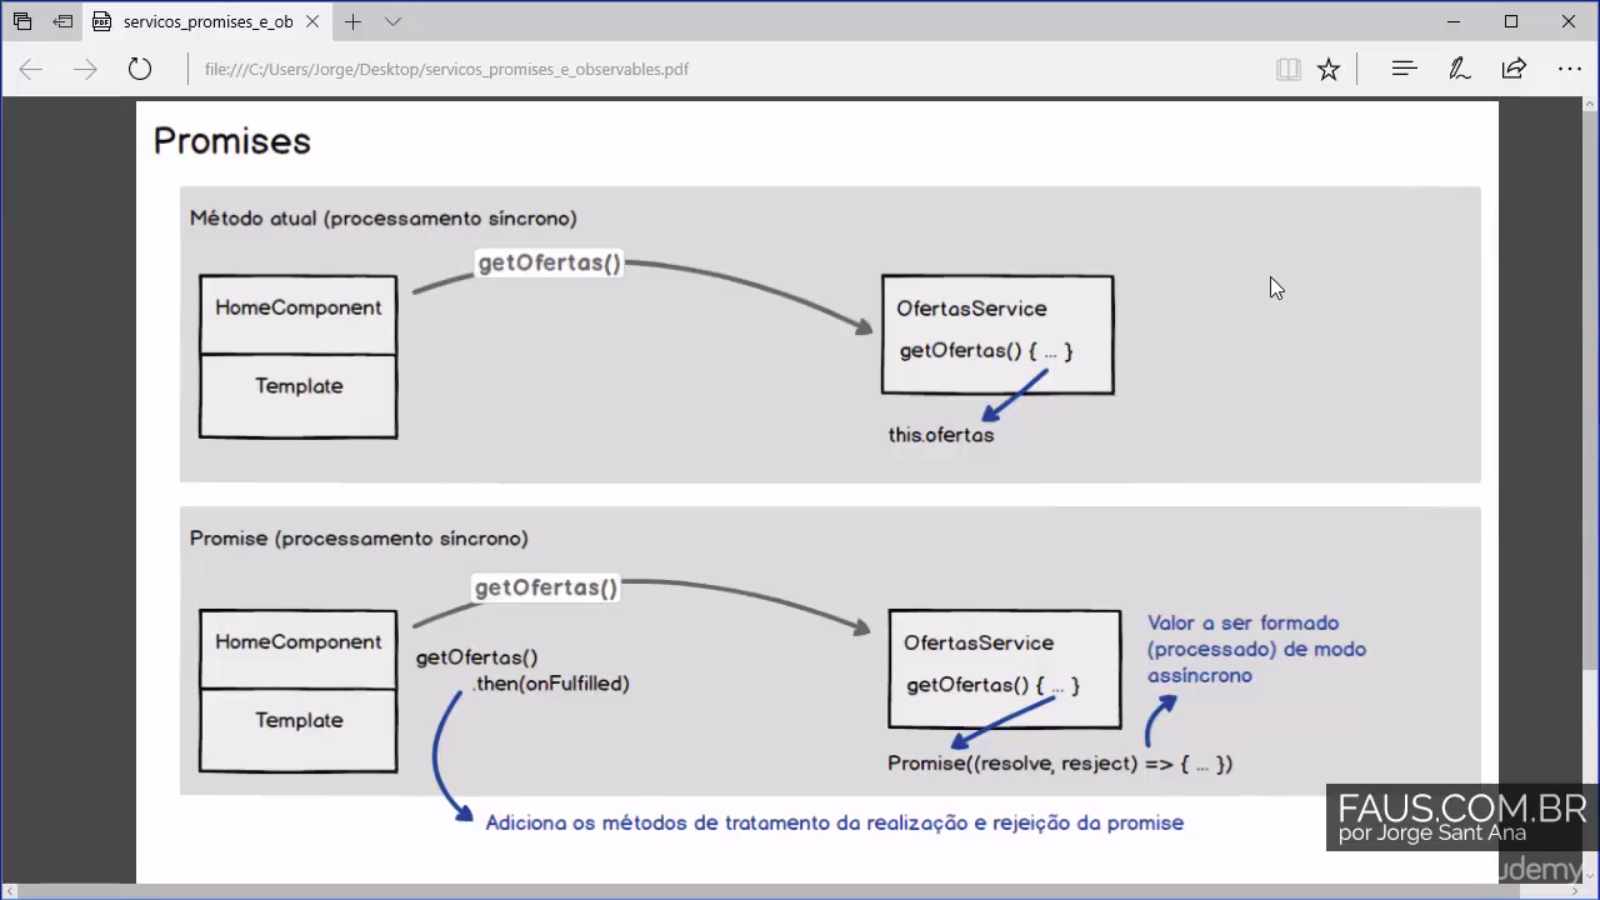 servicos_promises_e_ob
file:///C:/Users/Jorge/Desktop/servicos_promises_e_observables.pdf
Promises
Método atual (processamento síncrono)
getOfertas()
HomeComponent
Template
OfertasService
getOfertas() { ... }
this.ofertas
Promise (processamento síncrono)
getOfertas()
HomeComponent
Template
getOfertas()
.then(onFulfilled)
OfertasService
getOfertas() { ... }
Valor a ser formado
(processado) de modo
assíncrono
Promise((resolve, resject) => { ... })
Adiciona os métodos de tratamento da realização e rejeição da promise
FAUS.COM.BR
por Jorge Sant Ana
udemy